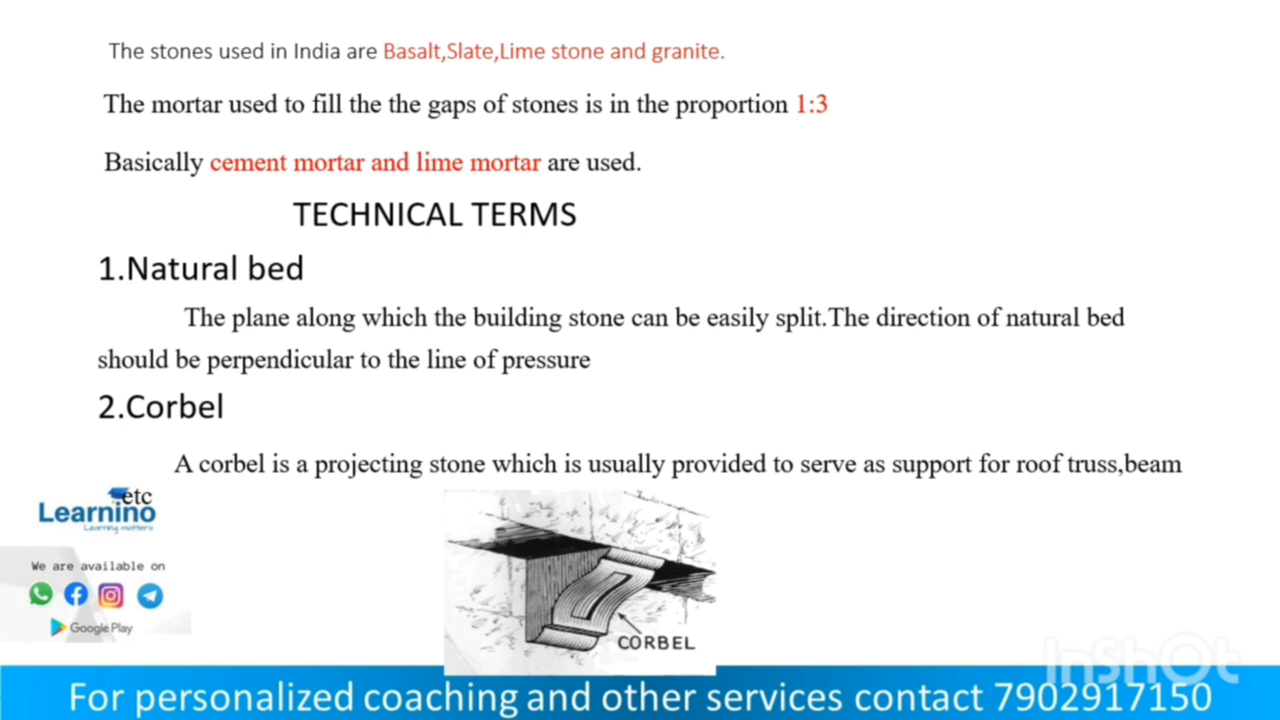 The stones used in India are Basalt,Slate,Lime stone and granite.
The mortar used to fill the the gaps of stones is in the proportion 1:3
Basically cement mortar and lime mortar are used.
TECHNICAL TERMS
1.Natural bed
The plane along which the building stone can be easily split.The direction of natural bed
should be perpendicular to the line of pressure
2.Corbel
A corbel is a projecting stone which is usually provided to serve as support for roof truss,beam
etc
Learnino
Learning matters
We are available on
Google Play
CORBEL
InShOt
For personalized coaching and other services contact 7902917150